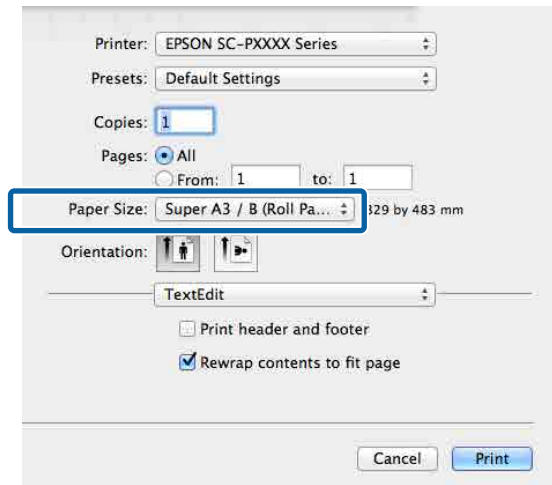 Printer: EPSON SC-PXXXX Series
Presets: Default Settings
Copies: 1
Pages: All
From: 1 to: 1
Paper Size: Super A3 / B (Roll Pa... 329 by 483 mm
Orientation:
TextEdit
Print header and footer
Rewrap contents to fit page
Cancel Print